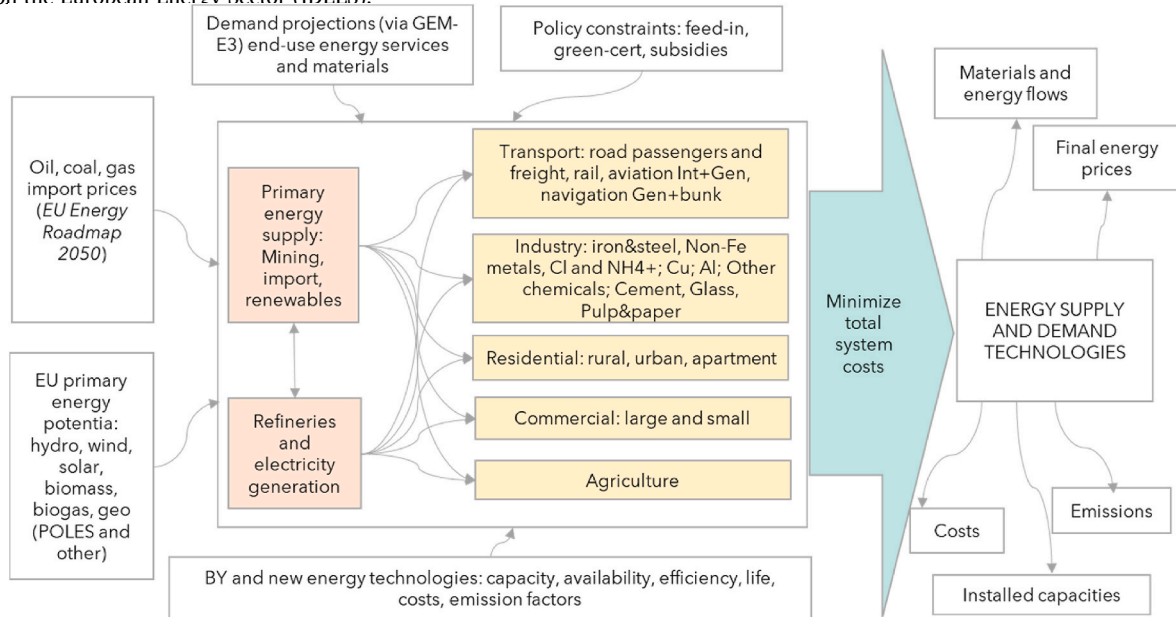 Demand projections (via GEM-
E3) end-use energy services
and materials
Policy constraints: feed-in,
green-cert, subsidies
Oil, coal, gas
import prices
(EU Energy
Roadmap
2050)
EU primary
energy
potentia:
hydro, wind,
solar,
biomass,
biogas, geo
(POLES and
other)
Primary
energy
supply:
Mining,
import,
renewables
Refineries
and
electricity
generation
Transport: road passengers and
freight, rail, aviation Int+Gen,
navigation Gen+bunk
Industry: iron&steel, Non-Fe
metals, Cl and NH4+; Cu; Al; Other
chemicals; Cement, Glass,
Pulp&paper
Residential: rural, urban, apartment
Commercial: large and small
Agriculture
BY and new energy technologies: capacity, availability, efficiency, life,
costs, emission factors
Minimize
total
system
costs
Materials and
energy flows
Final energy
prices
ENERGY SUPPLY
AND DEMAND
TECHNOLOGIES
Costs
Emissions
Installed capacities